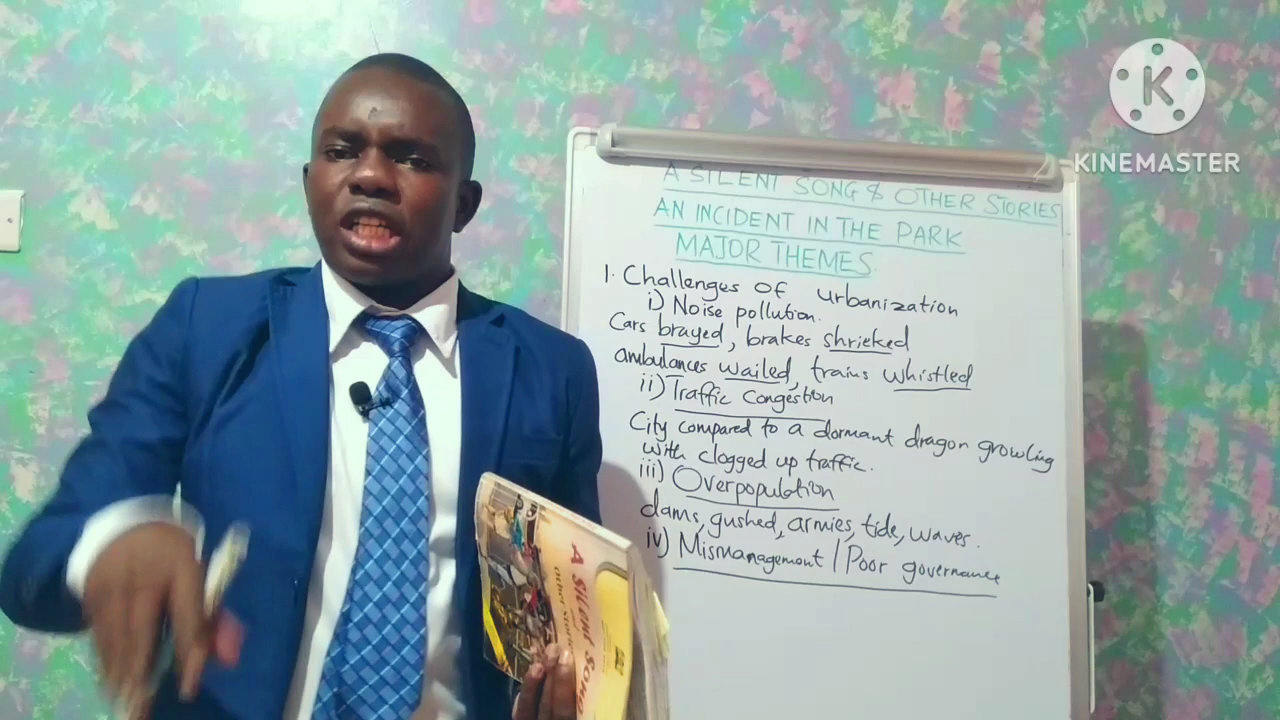 K
KINEMASTER
A SILENT SONG & OTHER STORIES
AN INCIDENT IN THE PARK
MAJOR THEMES.
1. Challenges of urbanization
i) Noise pollution.
Cars brayed, brakes shrieked
ambulances wailed, trains whistled
ii) Traffic Congestion
City compared to a dormant dragon growling
with clogged up traffic.
iii) Overpopulation
dams, gushed, armies, tide, waves.
iv) Mismanagement / Poor governance
A Silent Song
other stories